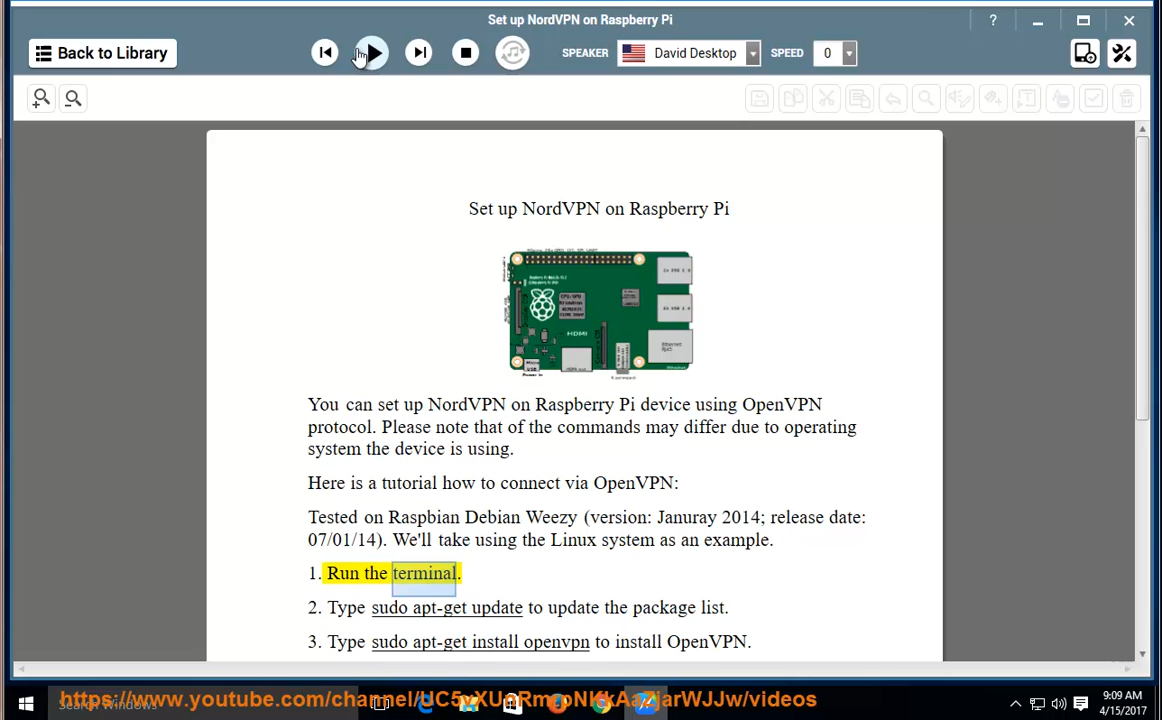 Set up NordVPN on Raspberry Pi
?
Back to Library
SPEAKER
David Desktop
SPEED
0
Set up NordVPN on Raspberry Pi
HDMI
You can set up NordVPN on Raspberry Pi device using OpenVPN
protocol. Please note that of the commands may differ due to operating
system the device is using.
Here is a tutorial how to connect via OpenVPN:
Tested on Raspbian Debian Weezy (version: Januray 2014; release date:
07/01/14). We'll take using the Linux system as an example.
1. Run the terminal.
2. Type sudo apt-get update to update the package list.
3. Type sudo apt-get install openvpn to install OpenVPN.
Search Windows
9:09 AM
4/15/2017